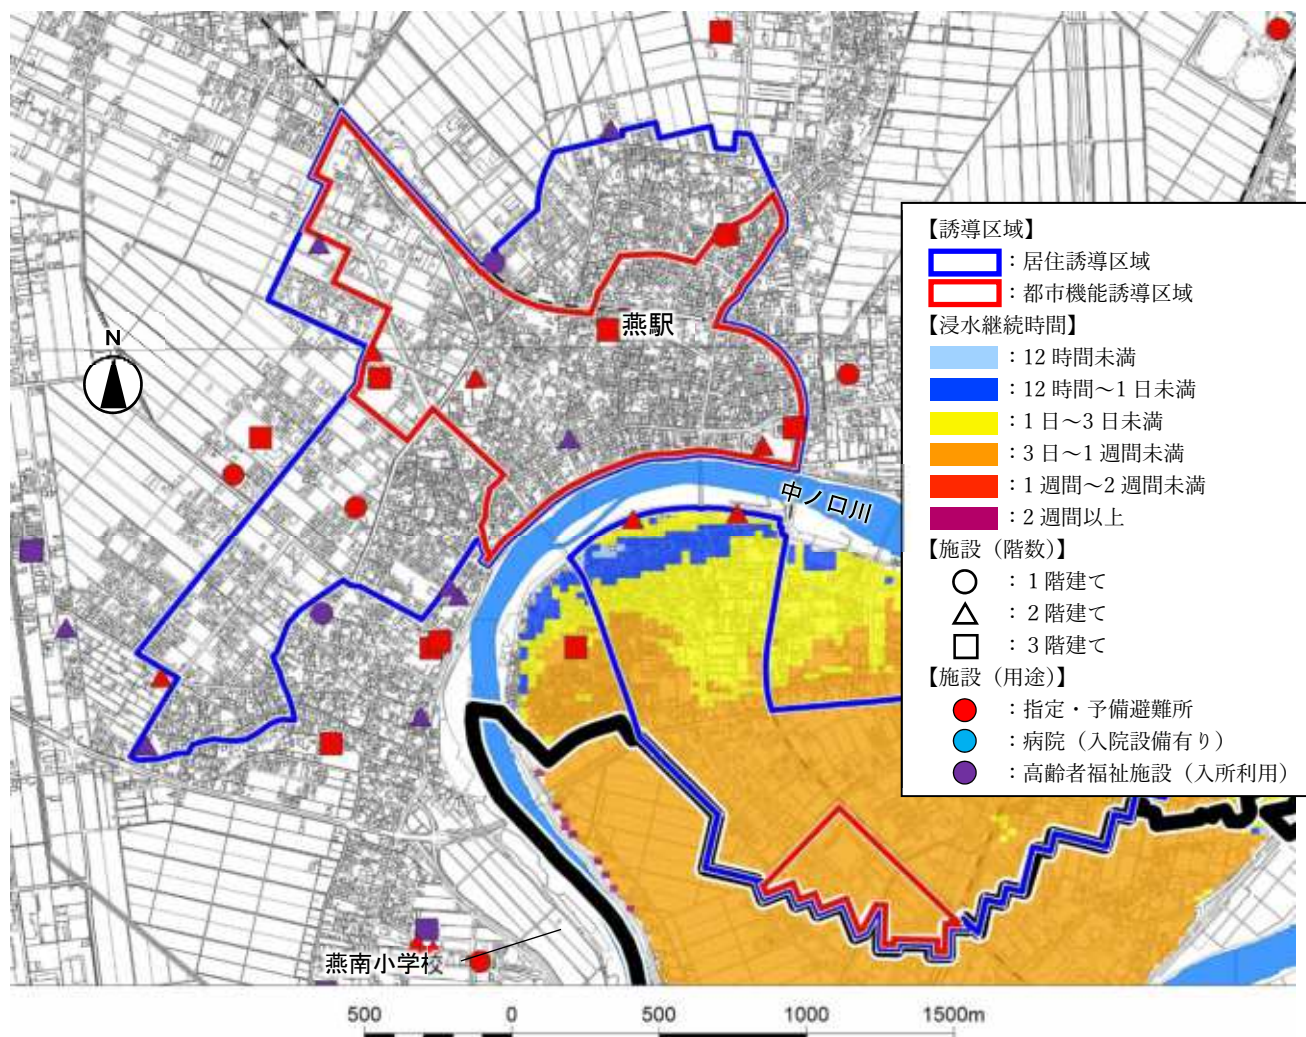 N
燕駅
中ノ口川
燕南小学校
【誘導区域】
：居住誘導区域
：都市機能誘導区域
【浸水継続時間】
：12 時間未満
：12 時間～1 日未満
：1 日～3 日未満
：3 日～1 週間未満
：1 週間～2 週間未満
：2 週間以上
【施設（階数）】
：1 階建て
：2 階建て
：3 階建て
【施設（用途）】
：指定・予備避難所
：病院（入院設備有り）
：高齢者福祉施設（入所利用）
500 0 500 1000 1500m